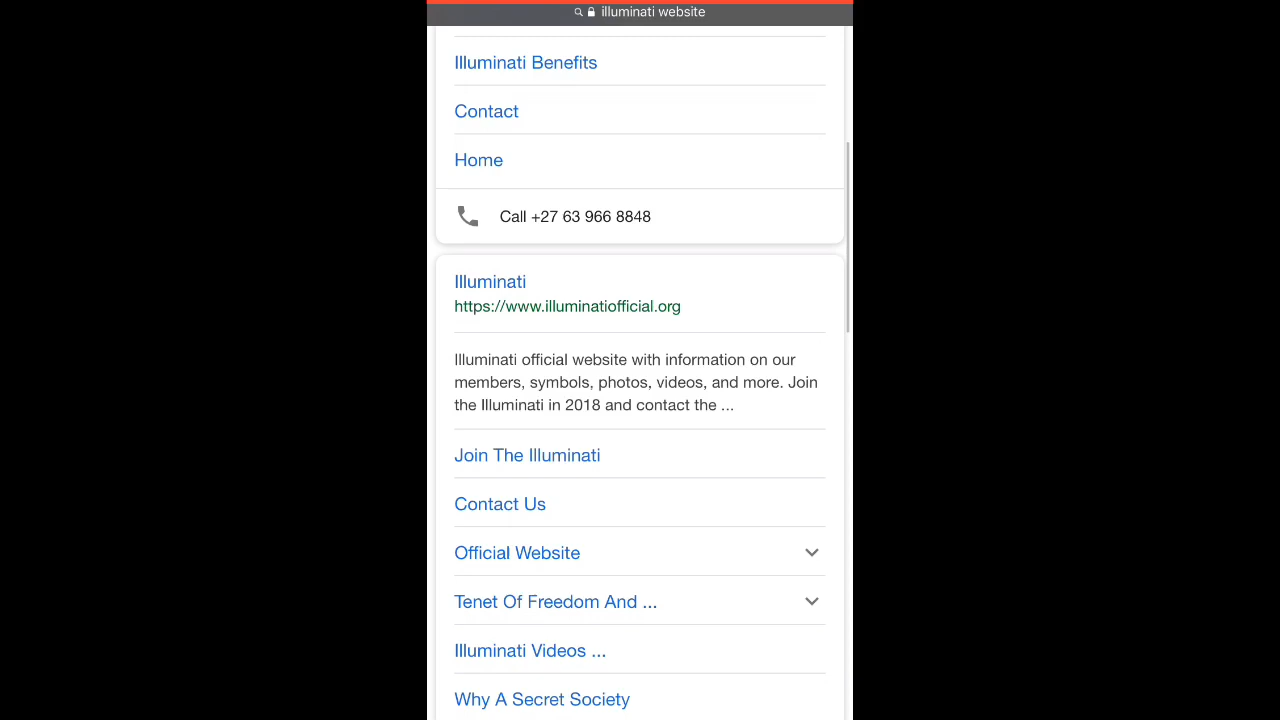 illuminati website
Illuminati Benefits
Contact
Home
Call +27 63 966 8848
Illuminati
https://www.illuminatiofficial.org
Illuminati official website with information on our
members, symbols, photos, videos, and more. Join
the Illuminati in 2018 and contact the ...
Join The Illuminati
Contact Us
Official Website
Tenet Of Freedom And ...
Illuminati Videos ...
Why A Secret Society